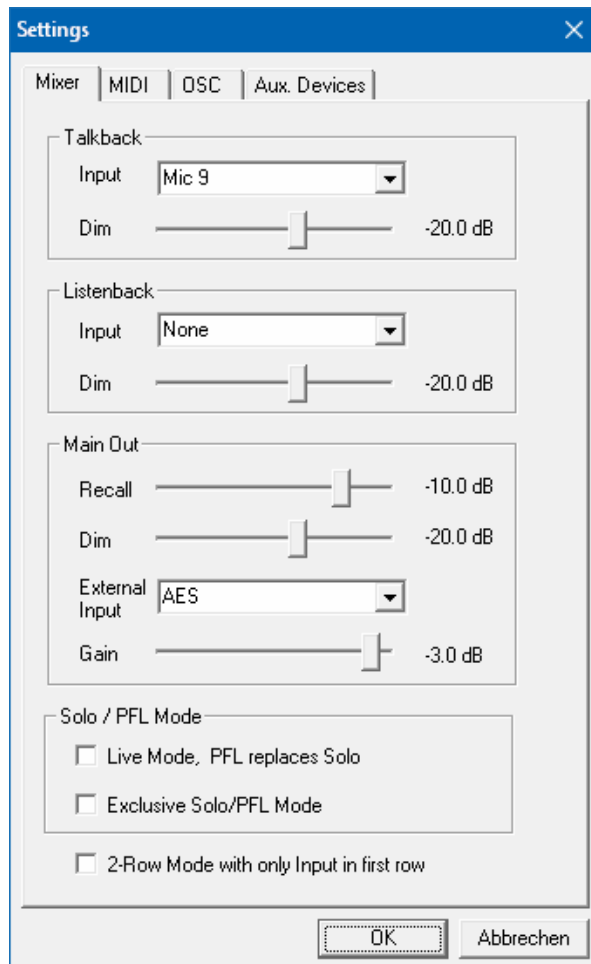 Settings
Mixer MIDI OSC Aux. Devices
Talkback
Input Mic 9
Dim -20.0 dB
Listenback
Input None
Dim -20.0 dB
Main Out
Recall -10.0 dB
Dim -20.0 dB
External
Input AES
Gain -3.0 dB
Solo / PFL Mode
Live Mode, PFL replaces Solo
Exclusive Solo/PFL Mode
2-Row Mode with only Input in first row
OK Abbrechen